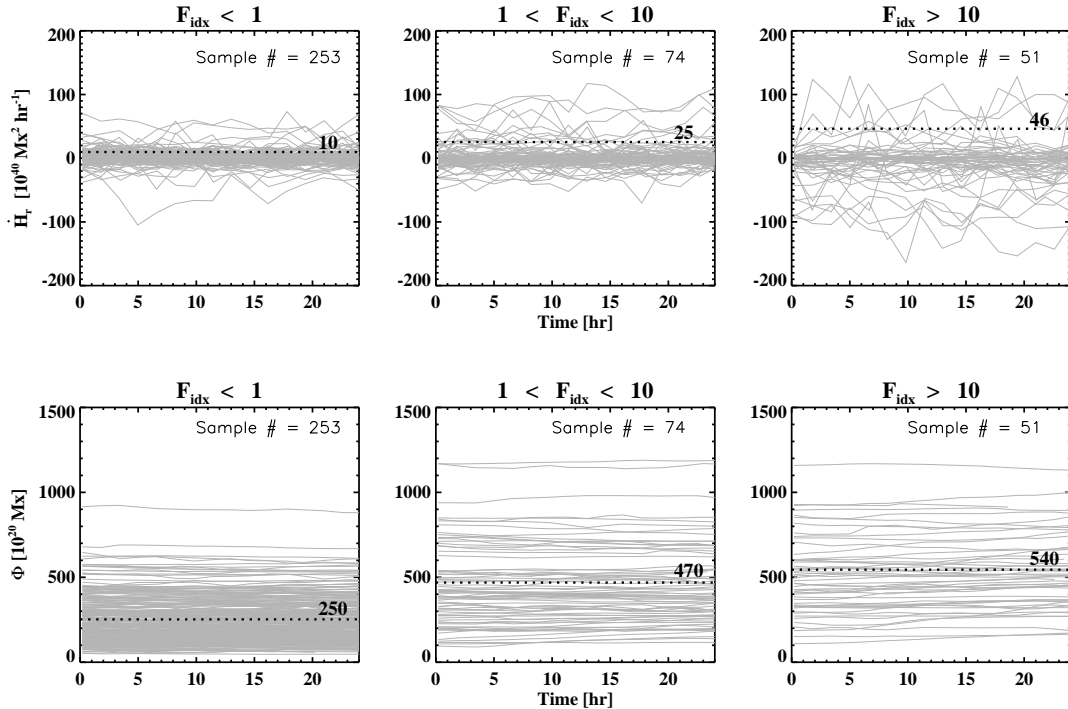 F_idx < 1
1 < F_idx < 10
F_idx > 10
Sample # = 253
Sample # = 74
Sample # = 51
Ḣ_r [10^40 Mx^2 hr^-1]
200
100
0
-100
-200
10
0 5 10 15 20
200
100
0
-100
-200
25
0 5 10 15 20
Time [hr]
200
100
0
-100
-200
46
0 5 10 15 20
F_idx < 1
1 < F_idx < 10
F_idx > 10
Sample # = 253
Sample # = 74
Sample # = 51
Φ [10^20 Mx]
1500
1000
500
0
250
0 5 10 15 20
1500
1000
500
0
470
0 5 10 15 20
Time [hr]
1500
1000
500
0
540
0 5 10 15 20